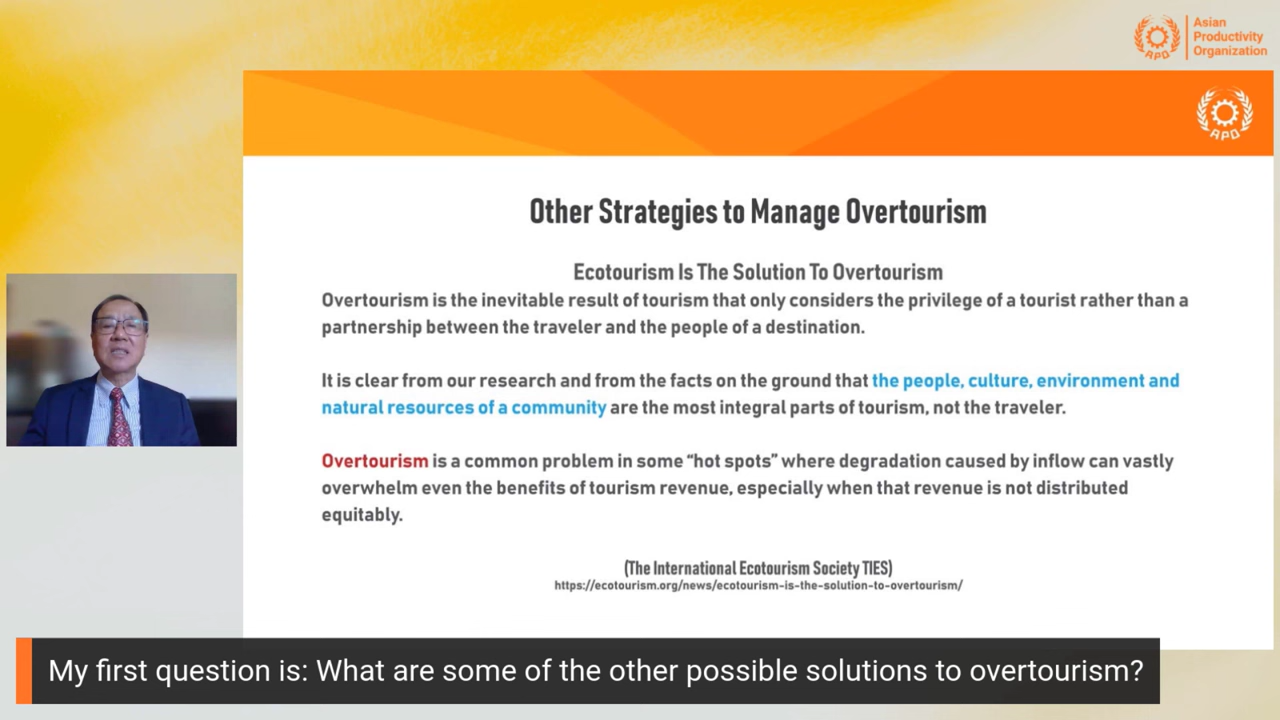 Asian
Productivity
Organization
APO
APO
Other Strategies to Manage Overtourism
Ecotourism Is The Solution To Overtourism
Overtourism is the inevitable result of tourism that only considers the privilege of a tourist rather than a
partnership between the traveler and the people of a destination.
It is clear from our research and from the facts on the ground that the people, culture, environment and
natural resources of a community are the most integral parts of tourism, not the traveler.
Overtourism is a common problem in some “hot spots” where degradation caused by inflow can vastly
overwhelm even the benefits of tourism revenue, especially when that revenue is not distributed
equitably.
(The International Ecotourism Society TIES)
https://ecotourism.org/news/ecotourism-is-the-solution-to-overtourism/
My first question is: What are some of the other possible solutions to overtourism?